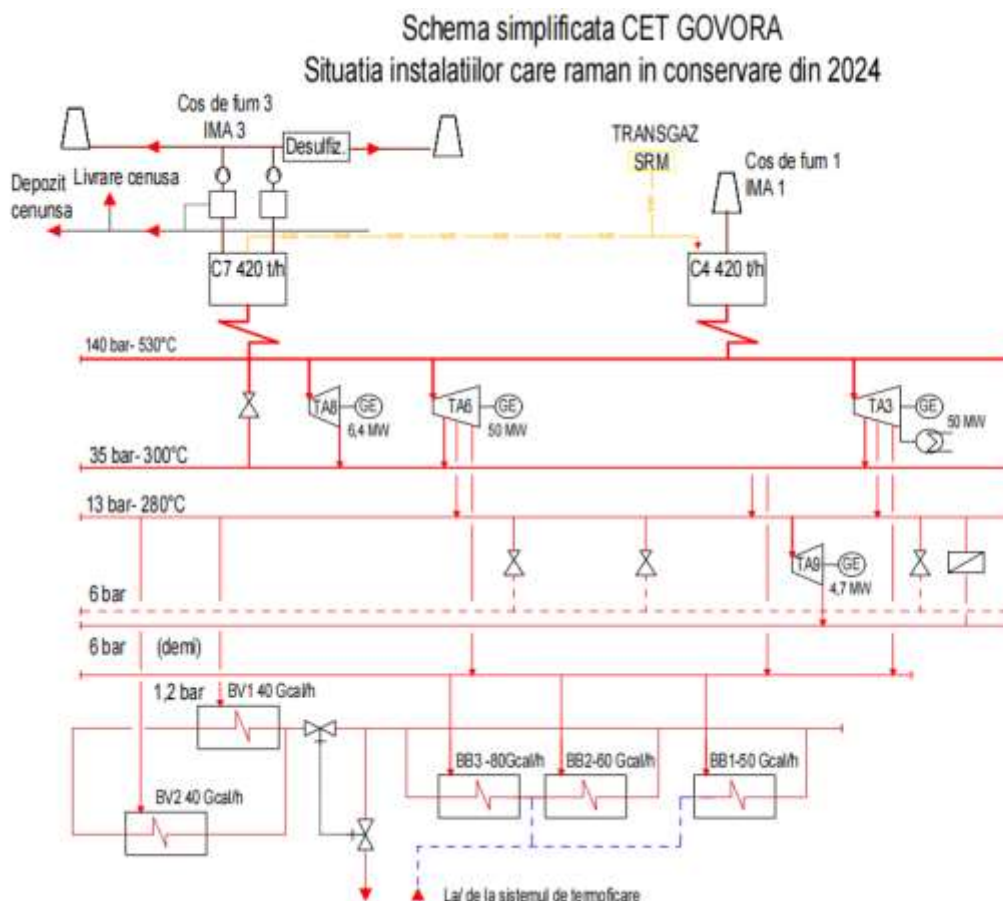 Schema simplificata CET GOVORA
Situatia instalatiilor care raman in conservare din 2024
Cos de fum 3
IMA 3
Desulfiz.
TRANSGAZ
SRM
Cos de fum 1
IMA 1
Depozit
cenunsa
Livrare cenusa
C7 420 t/h
C4 420 t/h
140 bar- 530°C
TA8
GE
6,4 MW
TA6
GE
50 MW
TA3
GE
50 MW
35 bar- 300°C
13 bar- 280°C
TA9
GE
4,7 MW
6 bar
6 bar (demi)
1,2 bar
BV1 40 Gcal/h
BB3 -80Gcal/h
BB2-60 Gcal/h
BB1-50 Gcal/h
BV2 40 Gcal/h
La/ de la sistemul de termoficare